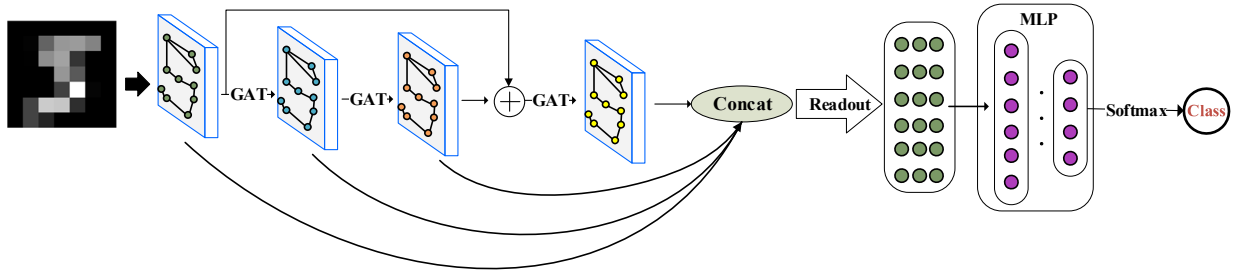 GAT
GAT
GAT
Concat
Readout
MLP
Softmax
Class